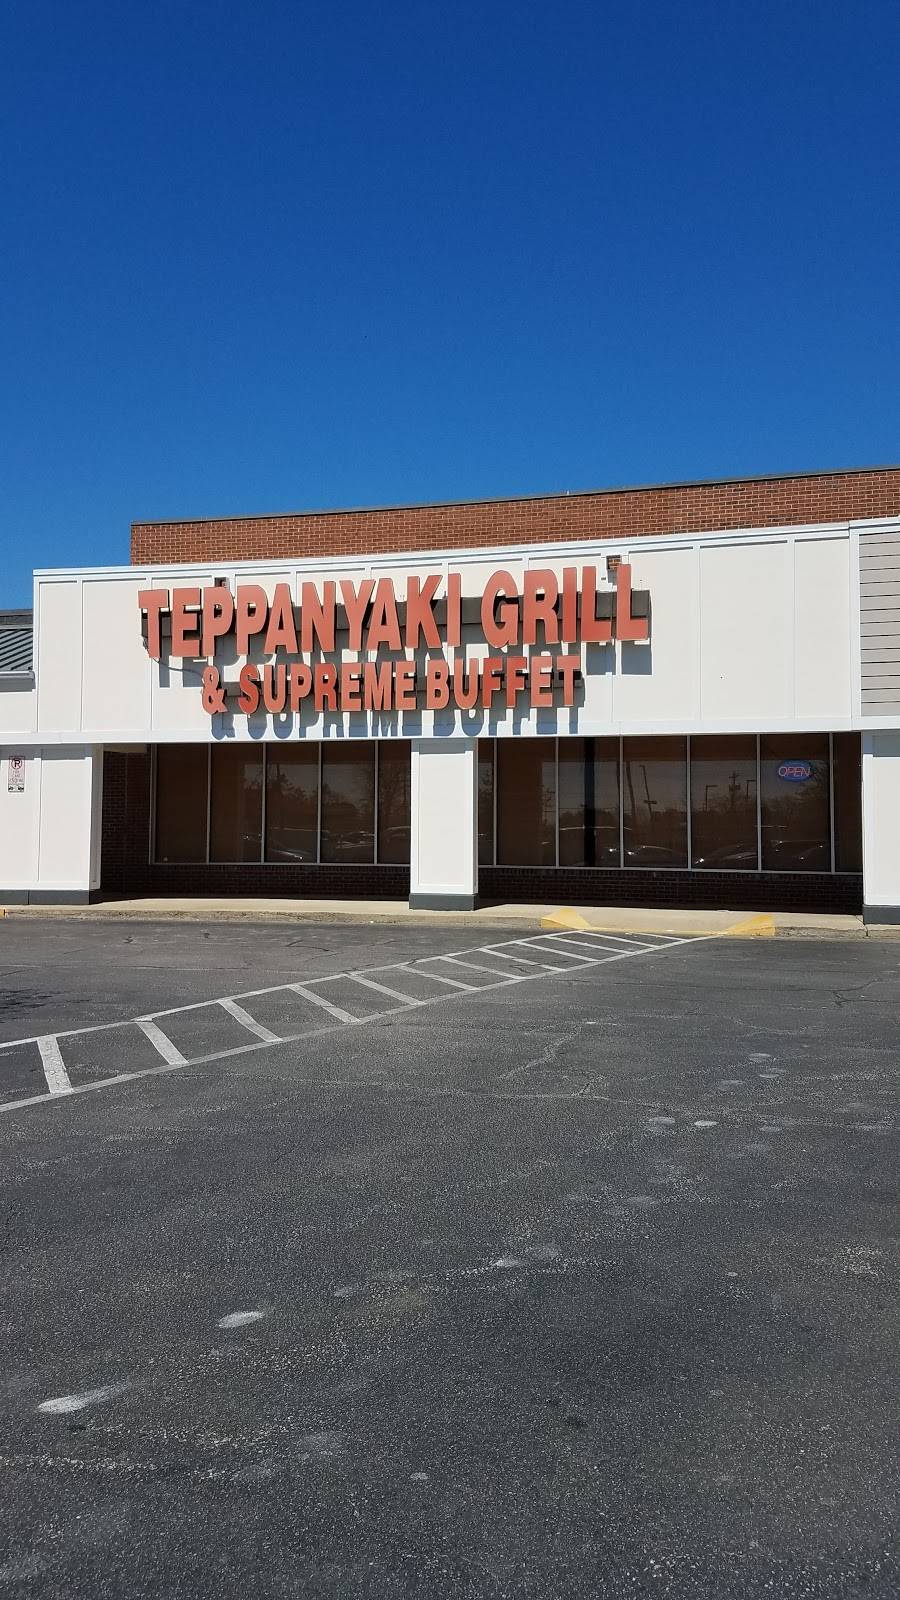 TEPPANYAKI GRILL
& SUPREME BUFFET
OPEN